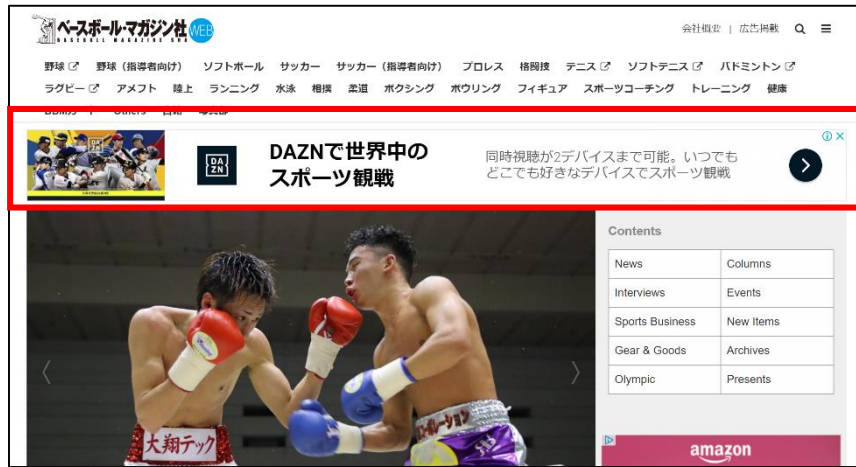 ベースボール・マガジン社 WEB
BASEBALL MAGAZINE SHA
会社概要 | 広告掲載
野球 野球（指導者向け） ソフトボール サッカー サッカー（指導者向け） プロレス 格闘技 テニス ソフトテニス バドミントン
ラグビー アメフト 陸上 ランニング 水泳 相撲 柔道 ボクシング ボウリング フィギュア スポーツコーチング トレーニング 健康
DAZNで世界中の
スポーツ観戦
DA
ZN
同時視聴が2デバイスまで可能。いつでも
どこでも好きなデバイスでスポーツ観戦
Contents
News Columns
Interviews Events
Sports Business New Items
Gear & Goods Archives
Olympic Presents
大翔テック
amazon